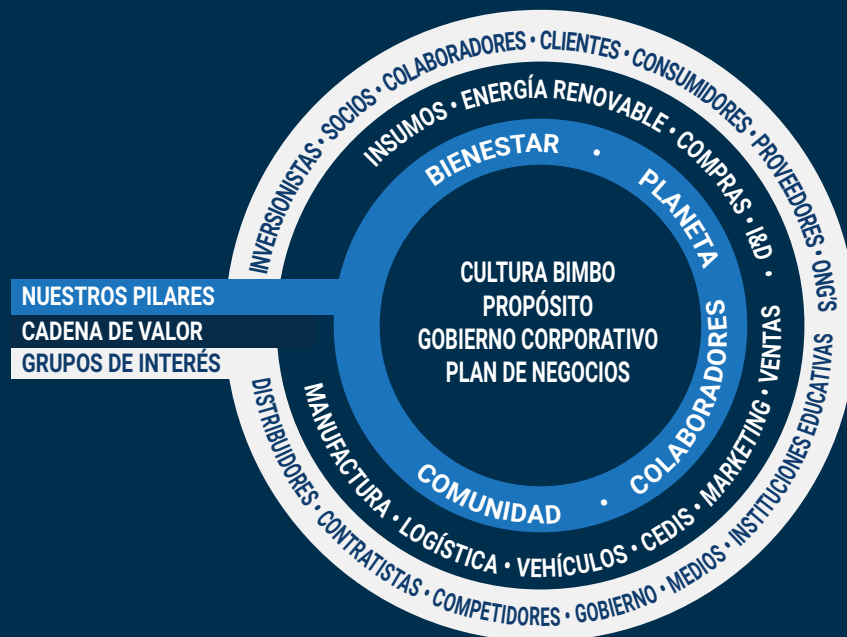 INVERSIONISTAS • SOCIOS • COLABORADORES • CLIENTES • CONSUMIDORES • PROVEEDORES • ONG'S
INSUMOS • ENERGÍA RENOVABLE • COMPRAS • I&D •
BIENESTAR • PLANETA
NUESTROS PILARES
CADENA DE VALOR
GRUPOS DE INTERÉS
CULTURA BIMBO
PROPÓSITO
GOBIERNO CORPORATIVO
PLAN DE NEGOCIOS
COMUNIDAD • COLABORADORES
MANUFACTURA • LOGÍSTICA • VEHÍCULOS • CEDIS • MARKETING • VENTAS
DISTRIBUIDORES • CONTRATISTAS • COMPETIDORES • GOBIERNO • MEDIOS • INSTITUCIONES EDUCATIVAS